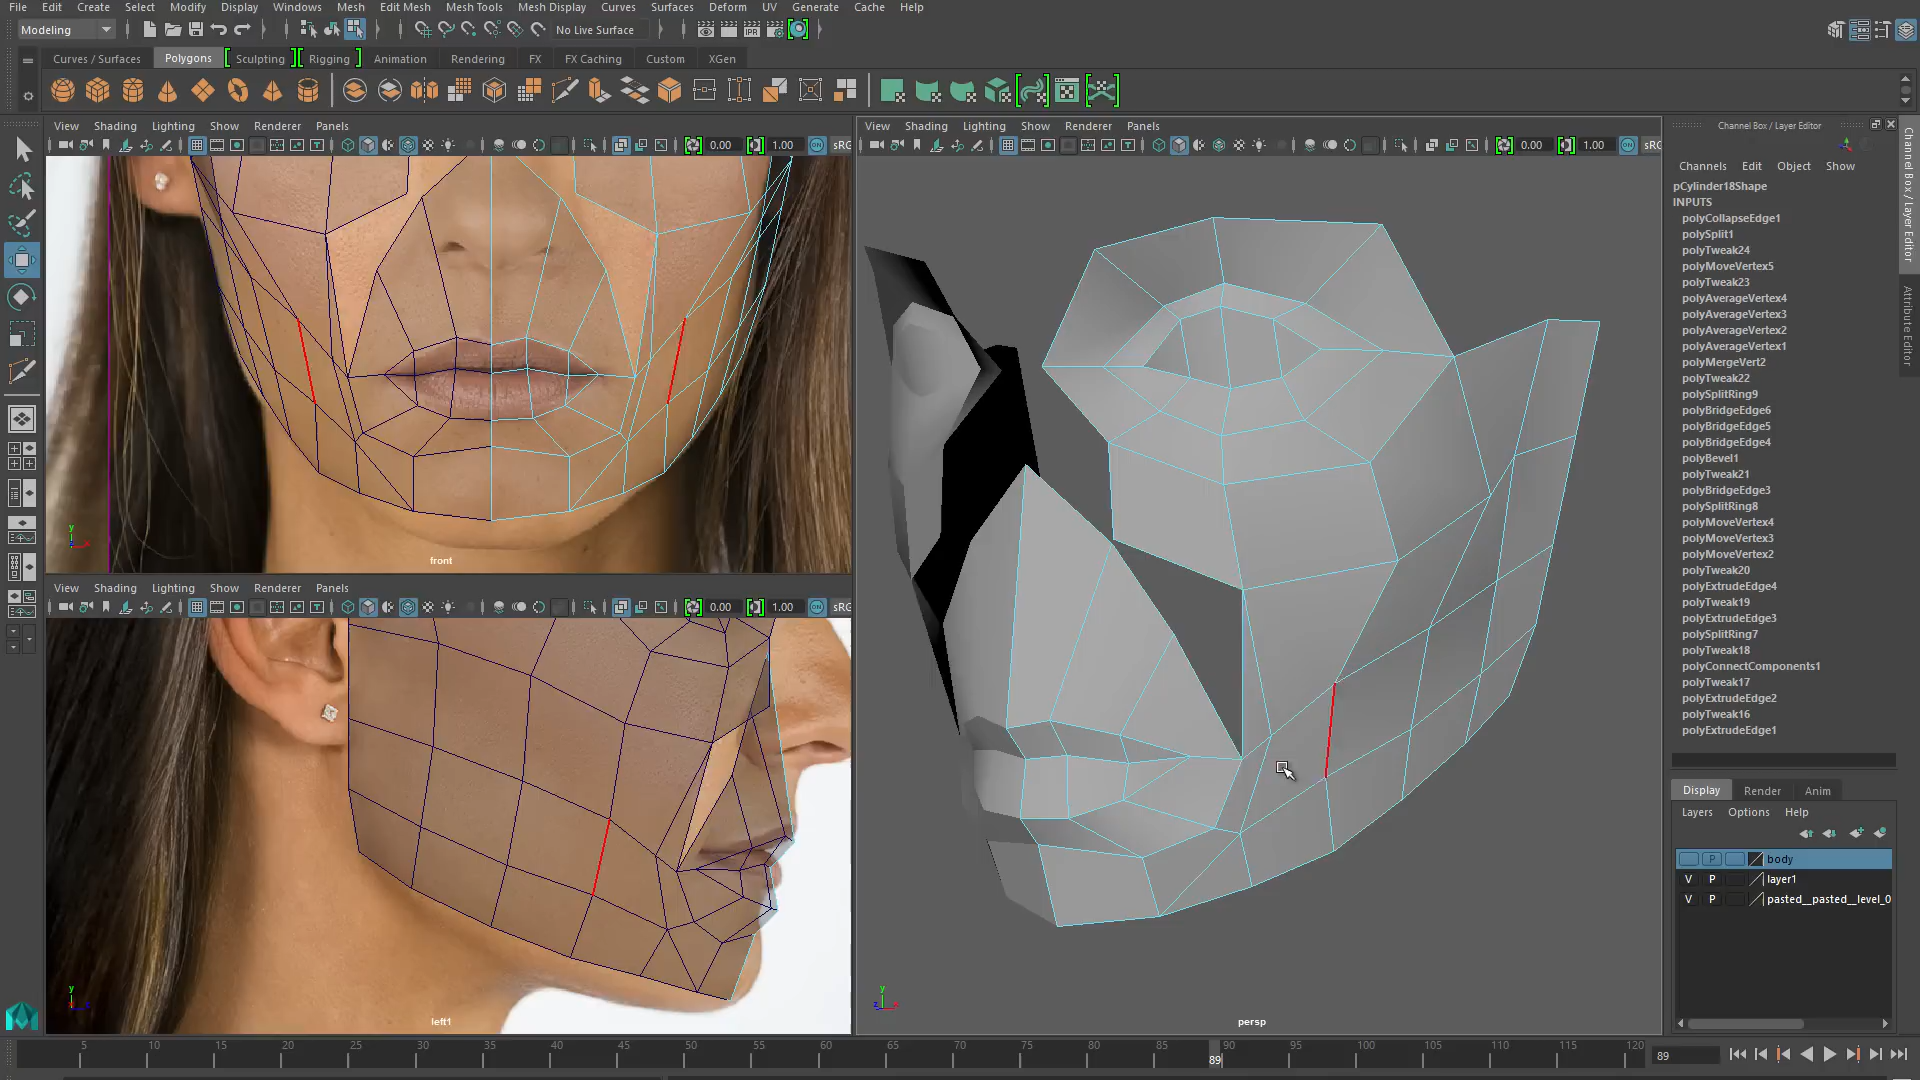 File Edit Create Select Modify Display Windows Mesh Edit Mesh Mesh Tools Mesh Display Curves Surfaces Deform UV Generate Cache Help
Modeling No Live Surface
Curves / Surfaces Polygons Sculpting Rigging Animation Rendering FX FX Caching Custom XGen
View Shading Lighting Show Renderer Panels
0.00 1.00
front
View Shading Lighting Show Renderer Panels
0.00 1.00
left1
View Shading Lighting Show Renderer Panels
0.00 1.00
persp
Channel Box / Layer Editor
Channels Edit Object Show
pCylinder18Shape
INPUTS
polyCollapseEdge1
polySplit1
polyTweak24
polyMoveVertex5
polyTweak23
polyAverageVertex4
polyAverageVertex3
polyAverageVertex2
polyAverageVertex1
polyMergeVert2
polyTweak22
polySplitRing9
polyBridgeEdge6
polyBridgeEdge5
polyBridgeEdge4
polyBevel1
polyTweak21
polyBridgeEdge3
polySplitRing8
polyMoveVertex4
polyMoveVertex3
polyMoveVertex2
polyTweak20
polyExtrudeEdge4
polyTweak19
polyExtrudeEdge3
polySplitRing7
polyTweak18
polyConnectComponents1
polyTweak17
polyExtrudeEdge2
polyTweak16
polyExtrudeEdge1
Display Render Anim
Layers Options Help
P body
V P layer1
V P pasted__pasted__level_0
Channel Box / Layer Editor
Attribute Editor
5 10 15 20 25 30 35 40 45 50 55 60 65 70 75 80 85 90 95 100 105 110 115 120
89
89